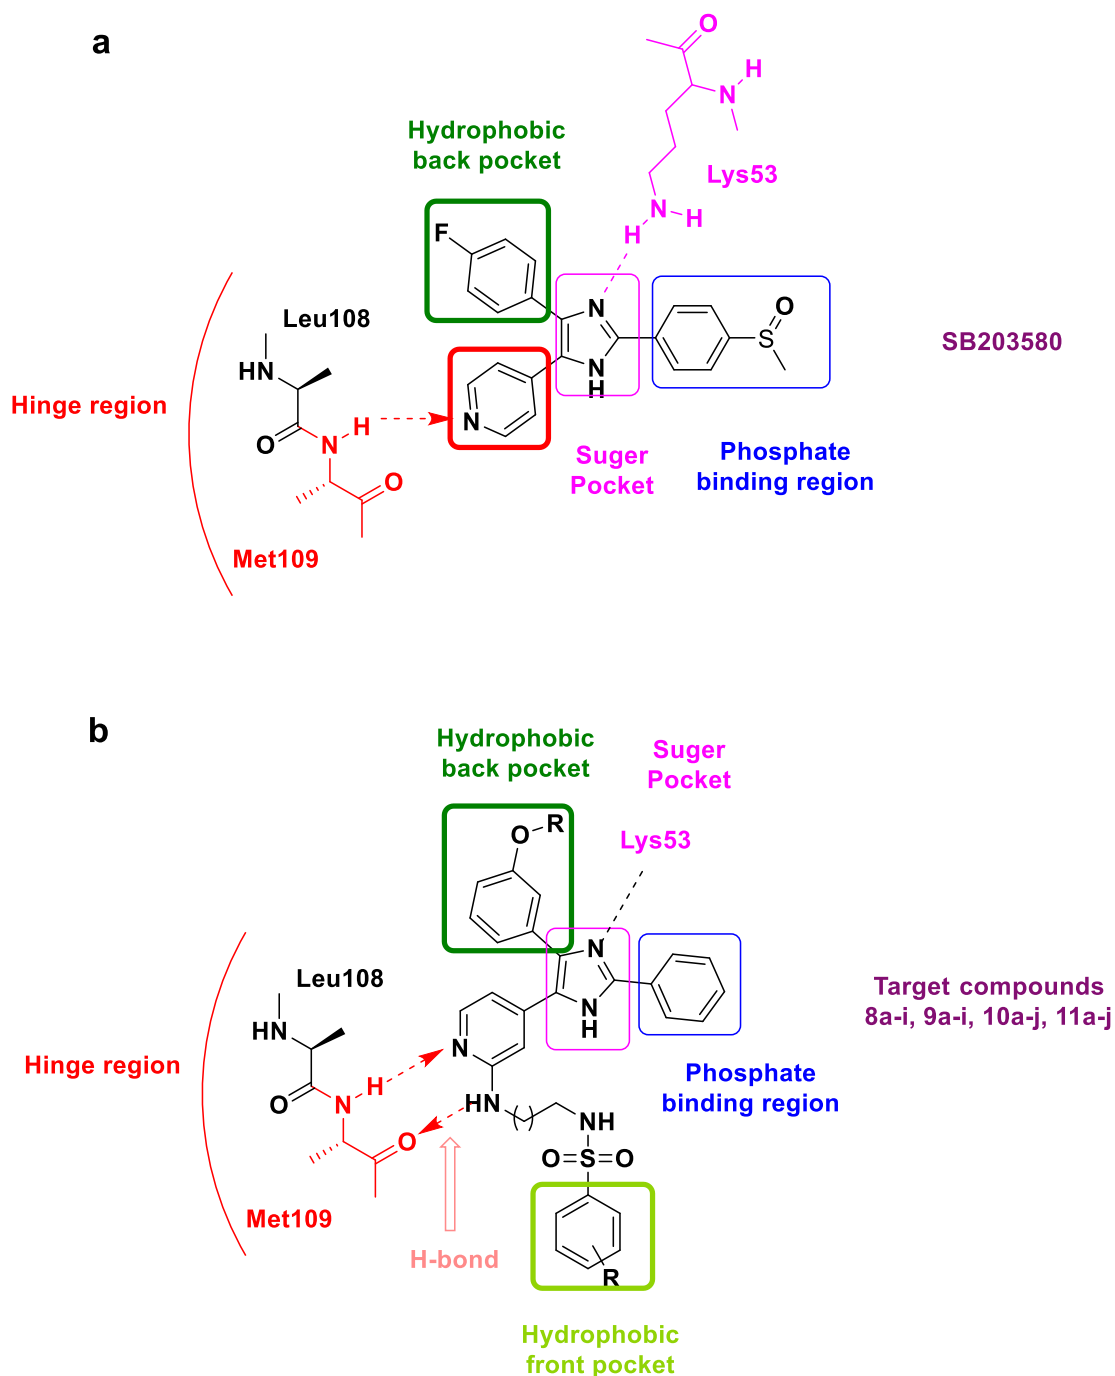 a
O
H
N
Lys53
N
H
H
Hydrophobic
back pocket
F
Leu108
HN
O
N
H
O
Met109
Hinge region
N
N
N
H
S
O
SB203580
Suger
Pocket
Phosphate
binding region
b
Hydrophobic
back pocket
Suger
Pocket
O
R
Lys53
Leu108
HN
O
N
H
O
Met109
Hinge region
N
N
N
H
Target compounds
8a-i, 9a-i, 10a-j, 11a-j
Phosphate
binding region
HN
( )
NH
O=S=O
R
H-bond
Hydrophobic
front pocket